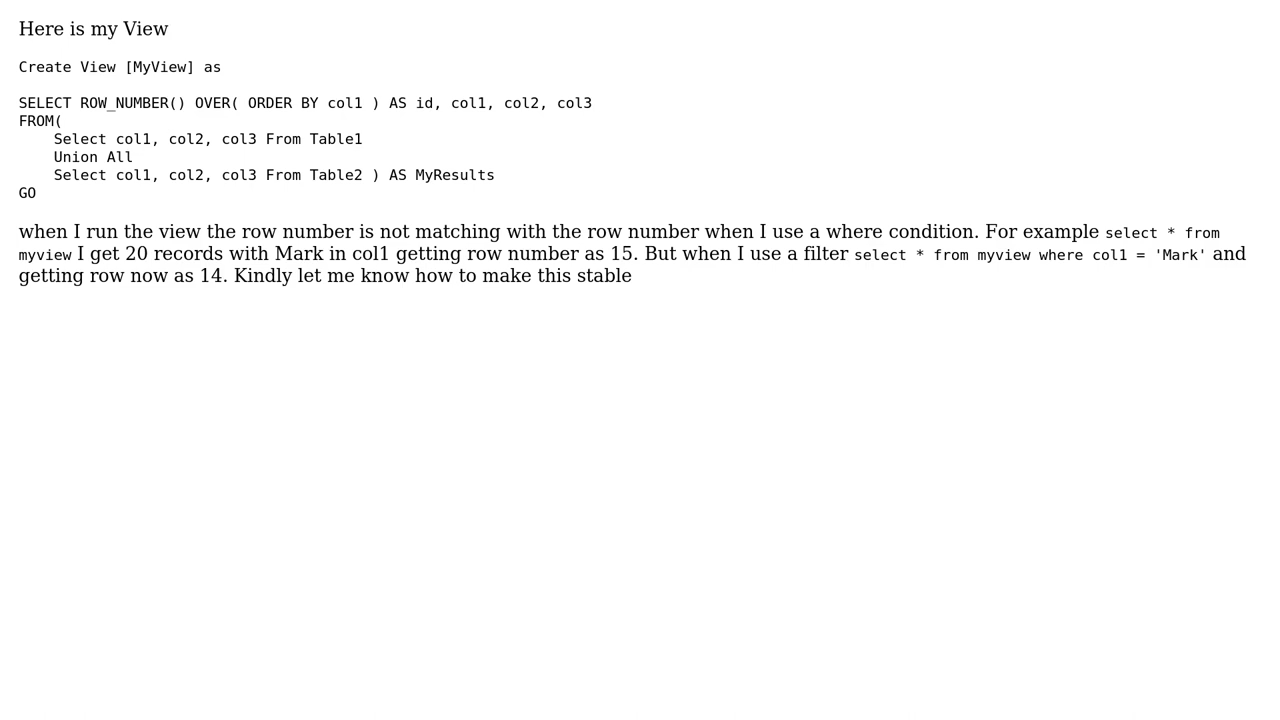 Here is my View
Create View [MyView] as
SELECT ROW_NUMBER() OVER( ORDER BY col1 ) AS id, col1, col2, col3
FROM(
    Select col1, col2, col3 From Table1
    Union All
    Select col1, col2, col3 From Table2 ) AS MyResults
GO
when I run the view the row number is not matching with the row number when I use a where condition. For example select * from
myview I get 20 records with Mark in col1 getting row number as 15. But when I use a filter select * from myview where col1 = 'Mark' and
getting row now as 14. Kindly let me know how to make this stable